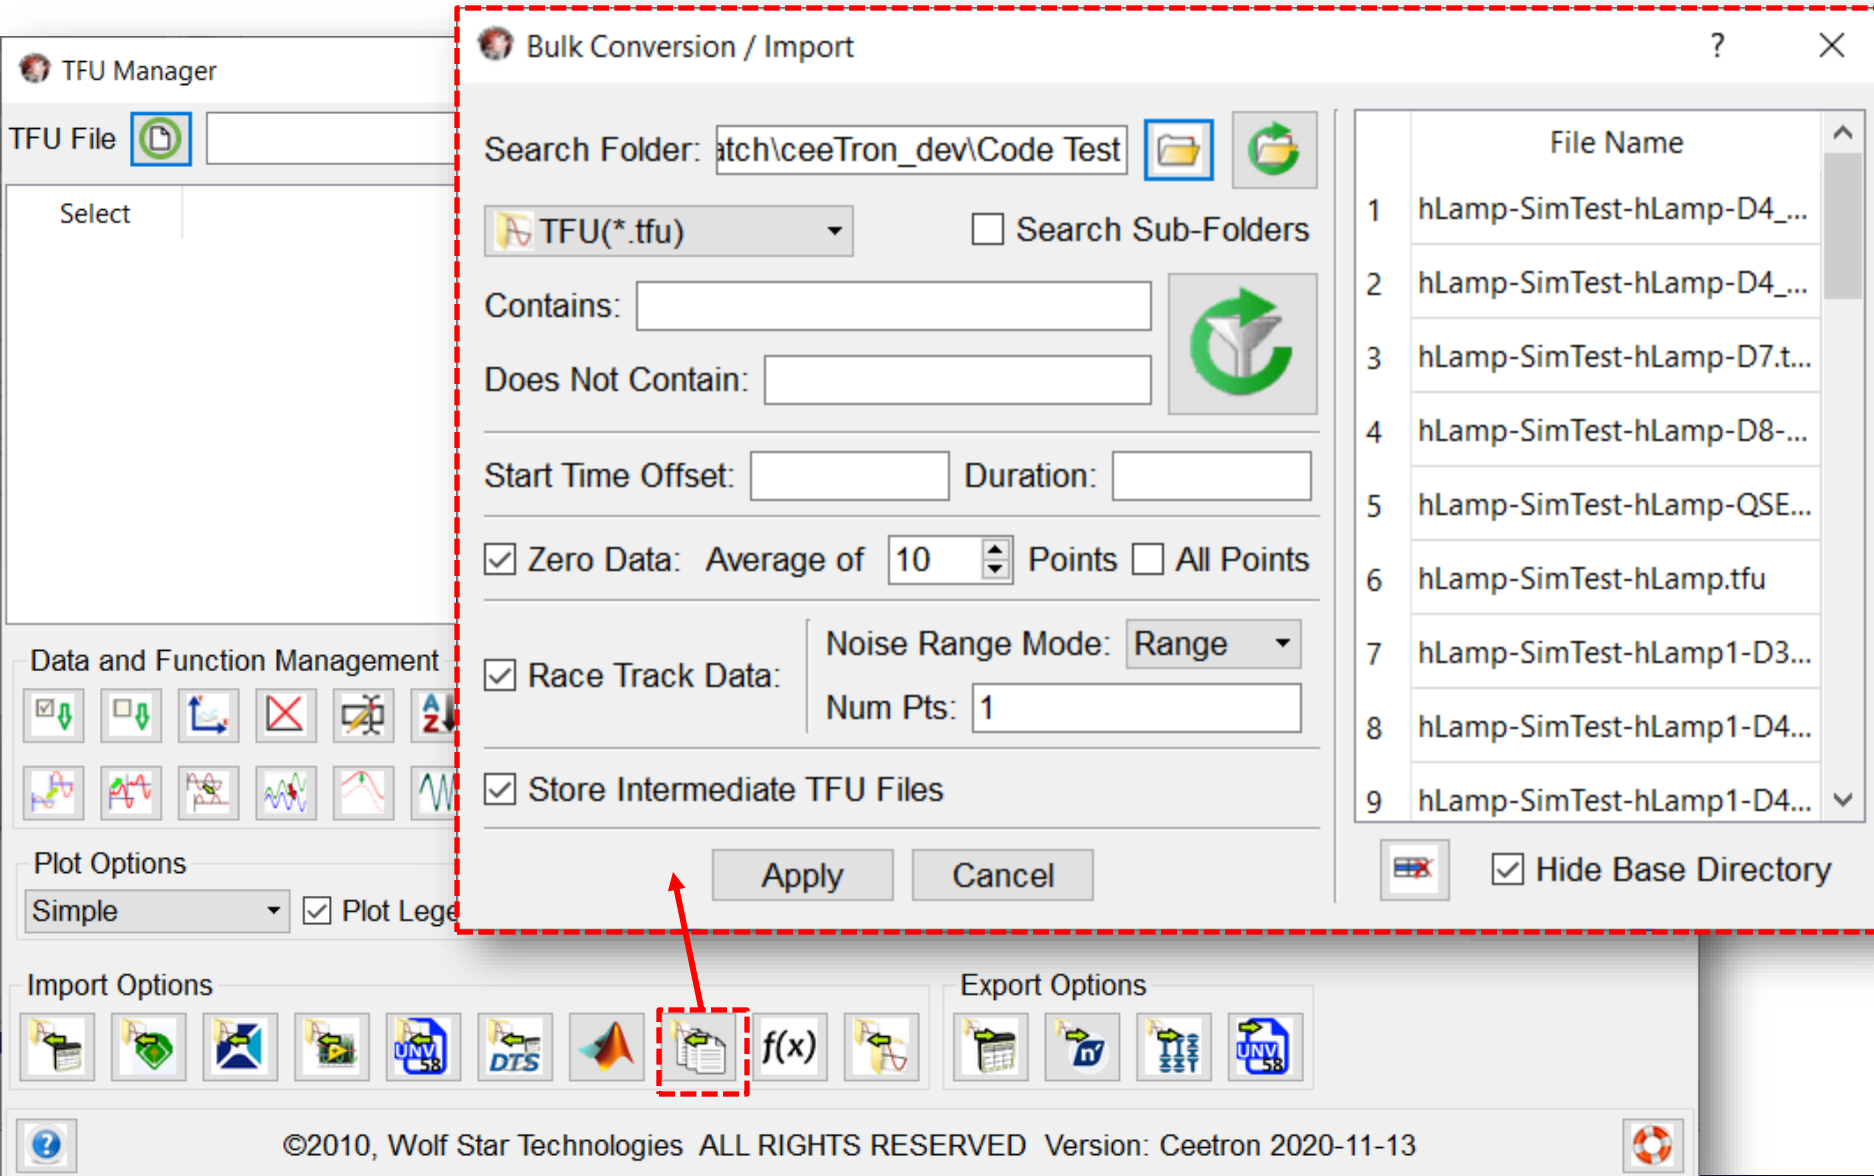 TFU Manager
TFU File
Select
Data and Function Management
A
Z
Plot Options
Simple
Plot Lege
Bulk Conversion / Import
?
Search Folder: atch\ceeTron_dev\Code Test
TFU(*.tfu)
Search Sub-Folders
Contains:
Does Not Contain:
Start Time Offset:
Duration:
Zero Data: Average of 10 Points All Points
Race Track Data:
Noise Range Mode: Range
Num Pts: 1
Store Intermediate TFU Files
Apply
Cancel
File Name
1 hLamp-SimTest-hLamp-D4_...
2 hLamp-SimTest-hLamp-D4_...
3 hLamp-SimTest-hLamp-D7.t...
4 hLamp-SimTest-hLamp-D8-...
5 hLamp-SimTest-hLamp-QSE...
6 hLamp-SimTest-hLamp.tfu
7 hLamp-SimTest-hLamp1-D3...
8 hLamp-SimTest-hLamp1-D4...
9 hLamp-SimTest-hLamp1-D4...
Hide Base Directory
Import Options
UNV
58
DTS
f(x)
Export Options
n
UNV
58
?
©2010, Wolf Star Technologies ALL RIGHTS RESERVED Version: Ceetron 2020-11-13